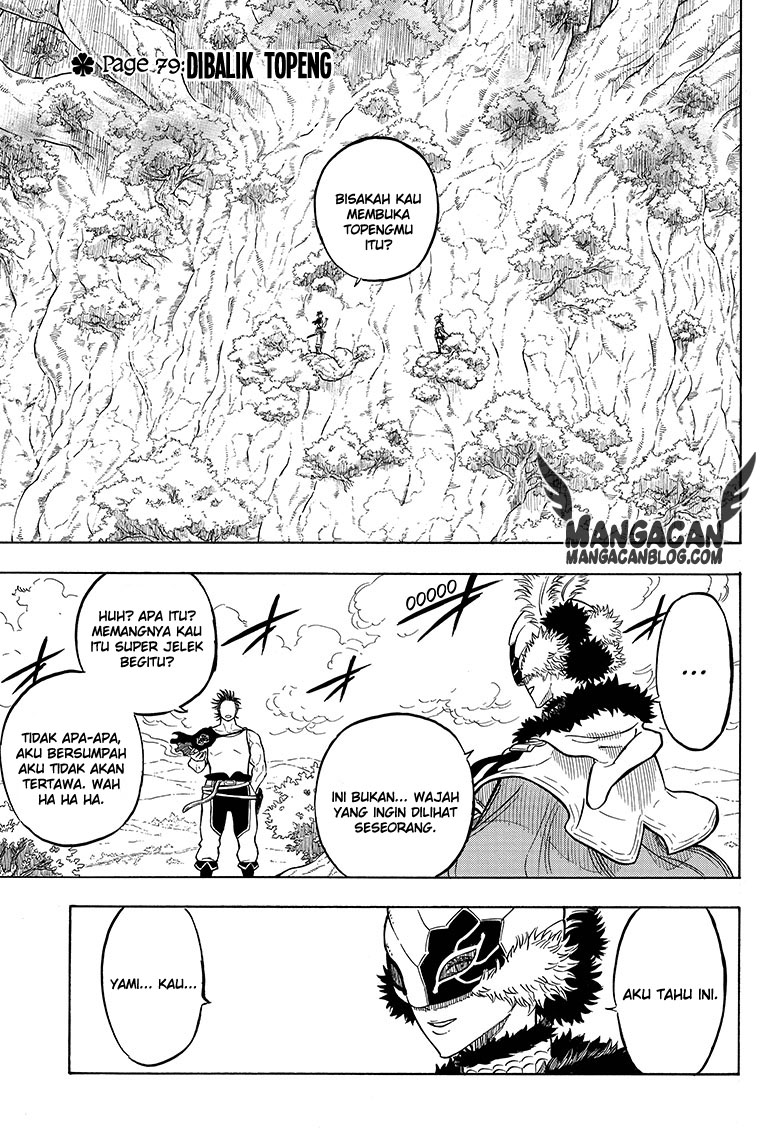 Page 79: DIBALIK TOPENG
BISAKAH KAU
MEMBUKA
TOPENGMU
ITU?
MANGACAN
MANGACANBLOG.COM
...
OOOOO
INI BUKAN... WAJAH
YANG INGIN DILIHAT
SESEORANG.
HUH? APA ITU?
MEMANGNYA KAU
ITU SUPER JELEK
BEGITU?
TIDAK APA-APA,
AKU BERSUMPAH
AKU TIDAK AKAN
TERTAWA. WAH
HA HA HA.
AKU TAHU INI.
YAMI... KAU...